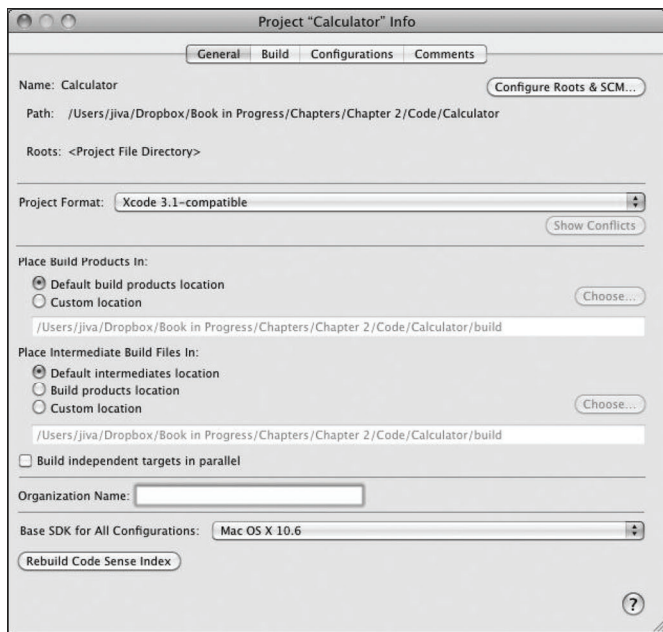 Project “Calculator” Info
General Build Configurations Comments
Name: Calculator
Configure Roots & SCM...
Path: /Users/jiva/Dropbox/Book in Progress/Chapters/Chapter 2/Code/Calculator
Roots: <Project File Directory>
Project Format: Xcode 3.1-compatible
Show Conflicts
Place Build Products In:
Default build products location
Custom location
Choose...
/Users/jiva/Dropbox/Book in Progress/Chapters/Chapter 2/Code/Calculator/build
Place Intermediate Build Files In:
Default intermediates location
Build products location
Custom location
Choose...
/Users/jiva/Dropbox/Book in Progress/Chapters/Chapter 2/Code/Calculator/build
Build independent targets in parallel
Organization Name:
Base SDK for All Configurations: Mac OS X 10.6
Rebuild Code Sense Index
?